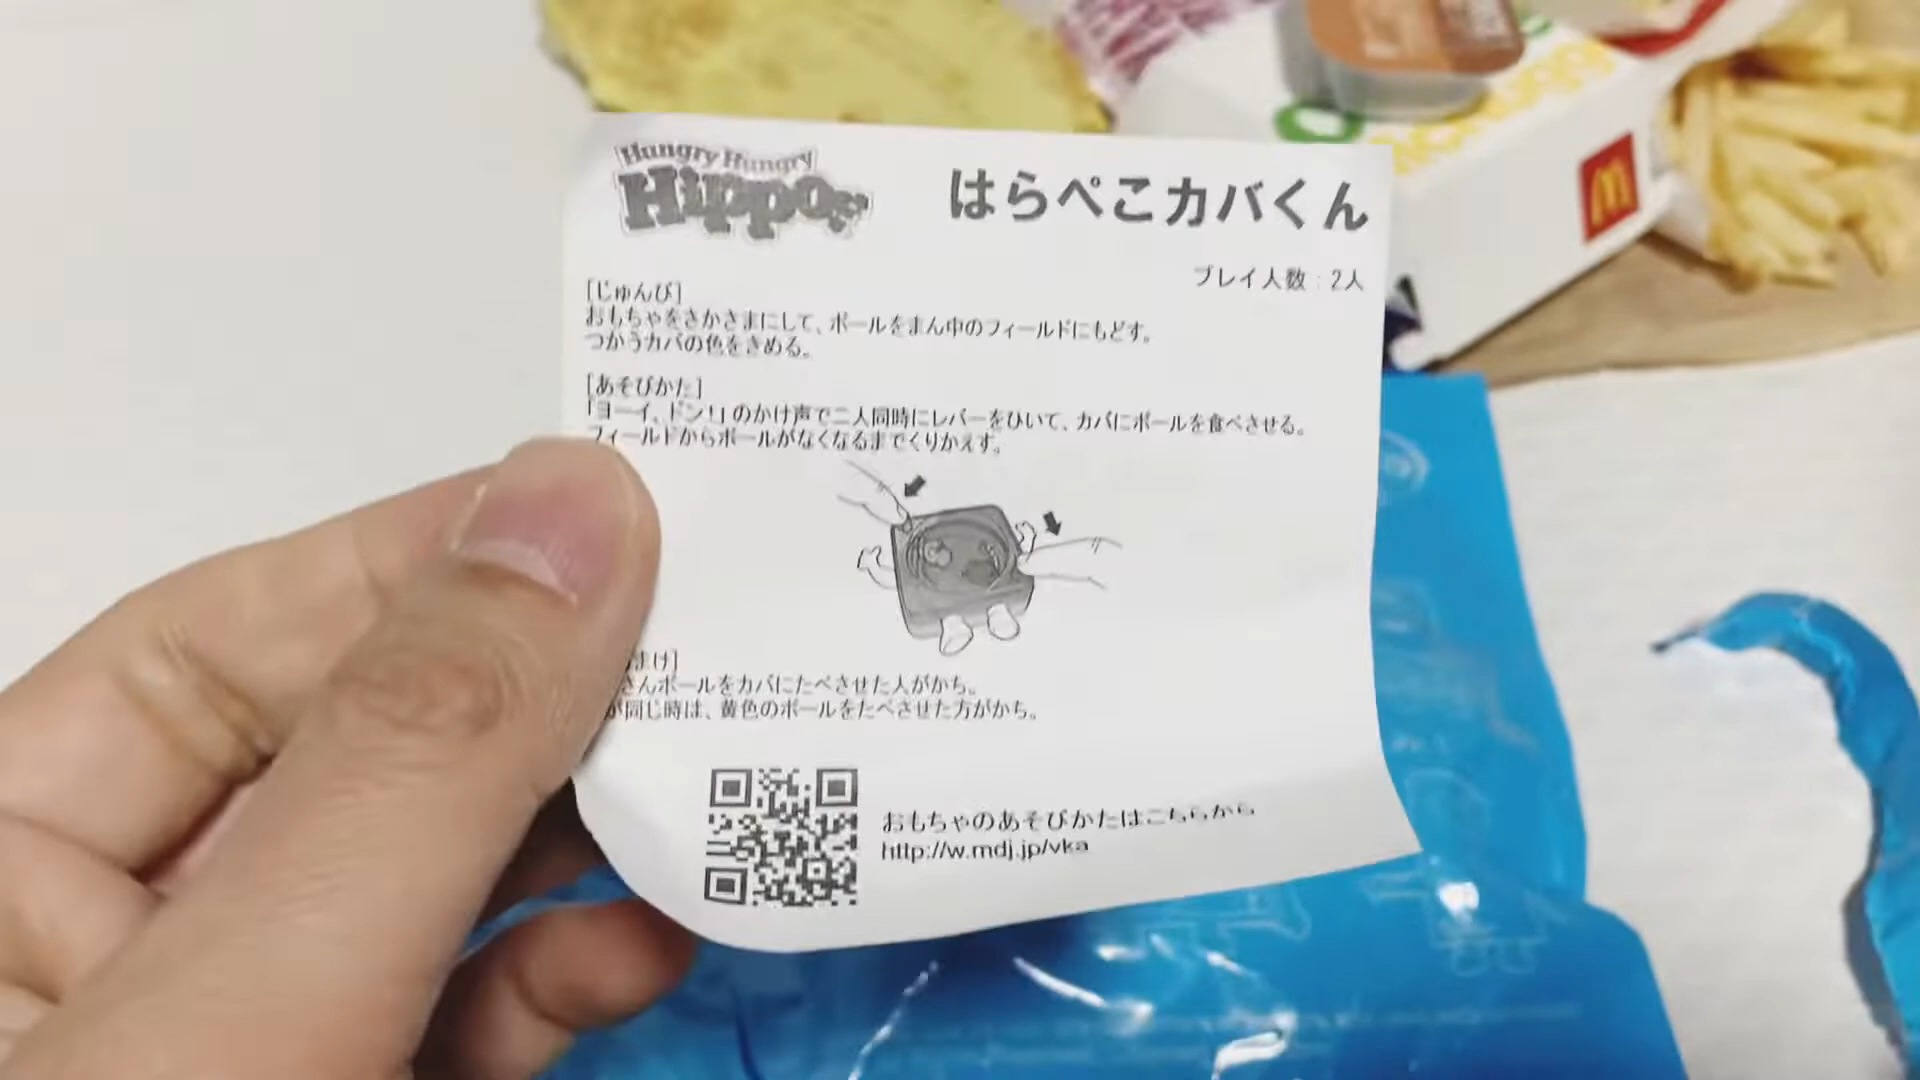 Hungry Hungry
Hippos
はらぺこカバくん
プレイ人数：2人
[じゅんび]
おもちゃをさかさまにして、ボールをまん中のフィールドにもどす。
つかうカバの色をきめる。
[あそびかた]
「ヨーイ、ドン!」のかけ声で二人同時にレバーをひいて、カバにボールを食べさせる。
フィールドからボールがなくなるまでくりかえす。
まけ]
さんボールをカバにたべさせた人がかち。
が同じ時は、黄色のボールをたべさせた方がかち。
おもちゃのあそびかたはこちらから
http://w.mdj.jp/vka